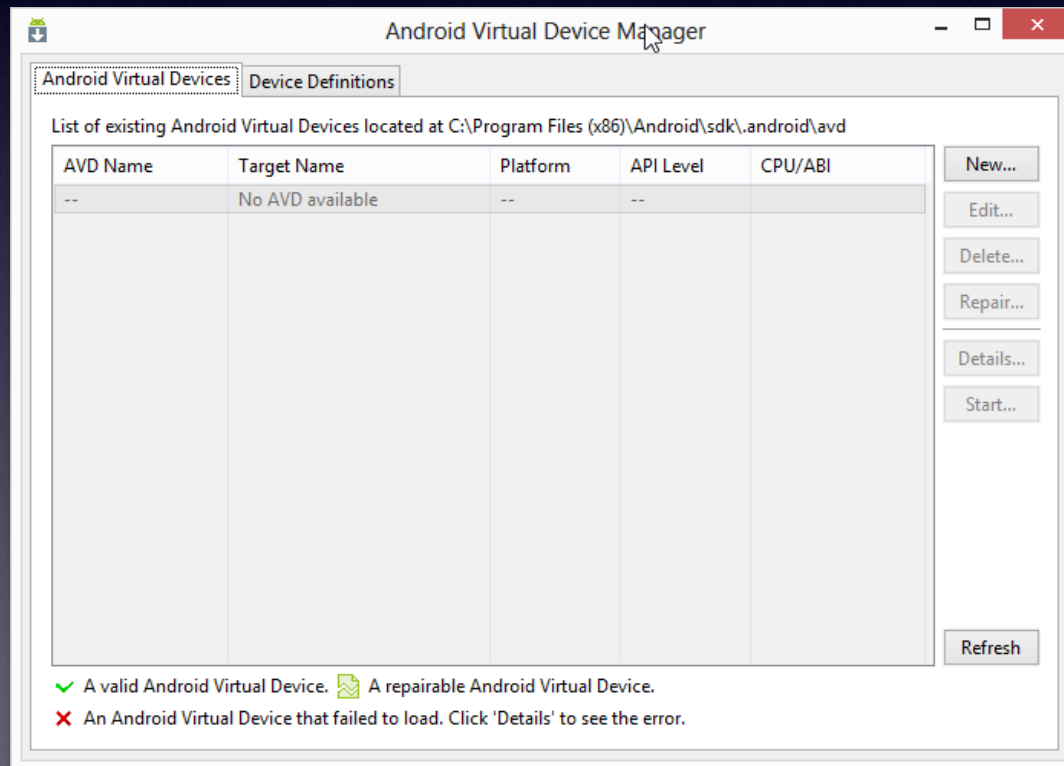 Android Virtual Device Manager
Android Virtual Devices Device Definitions
List of existing Android Virtual Devices located at C:\Program Files (x86)\Android\sdk\.android\avd
AVD Name Target Name Platform API Level CPU/ABI
-- No AVD available -- --
New...
Edit...
Delete...
Repair...
Details...
Start...
Refresh
A valid Android Virtual Device. A repairable Android Virtual Device.
An Android Virtual Device that failed to load. Click 'Details' to see the error.